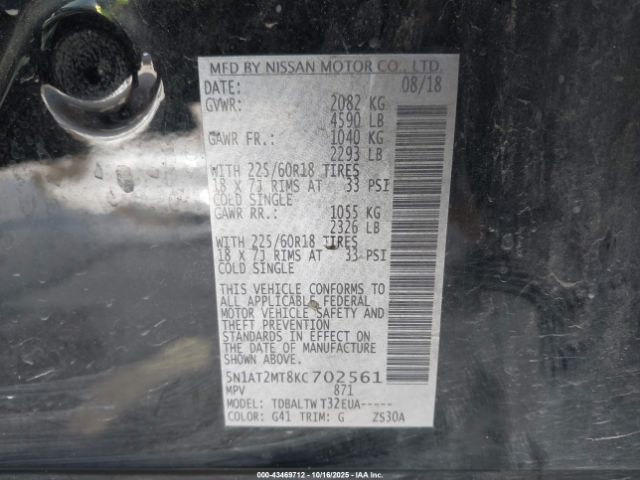 MFD BY NISSAN MOTOR CO., LTD.
DATE: 08/18
GVWR: 2082 KG
4590 LB
GAWR FR.: 1040 KG
2293 LB
WITH 225/60R18 TIRES
18 X 7J RIMS AT 33 PSI
COLD SINGLE
GAWR RR.: 1055 KG
2326 LB
WITH 225/60R18 TIRES
18 X 7J RIMS AT 33 PSI
COLD SINGLE
THIS VEHICLE CONFORMS TO
ALL APPLICABLE FEDERAL
MOTOR VEHICLE SAFETY AND
THEFT PREVENTION
STANDARDS IN EFFECT ON
THE DATE OF MANUFACTURE
SHOWN ABOVE.
5N1AT2MT8KC702561
MPV 871
MODEL: TDBALTW T32EUA-----
COLOR: G41 TRIM: G ZS30A
000-43469712 - 10/16/2025 - IAAI.COM